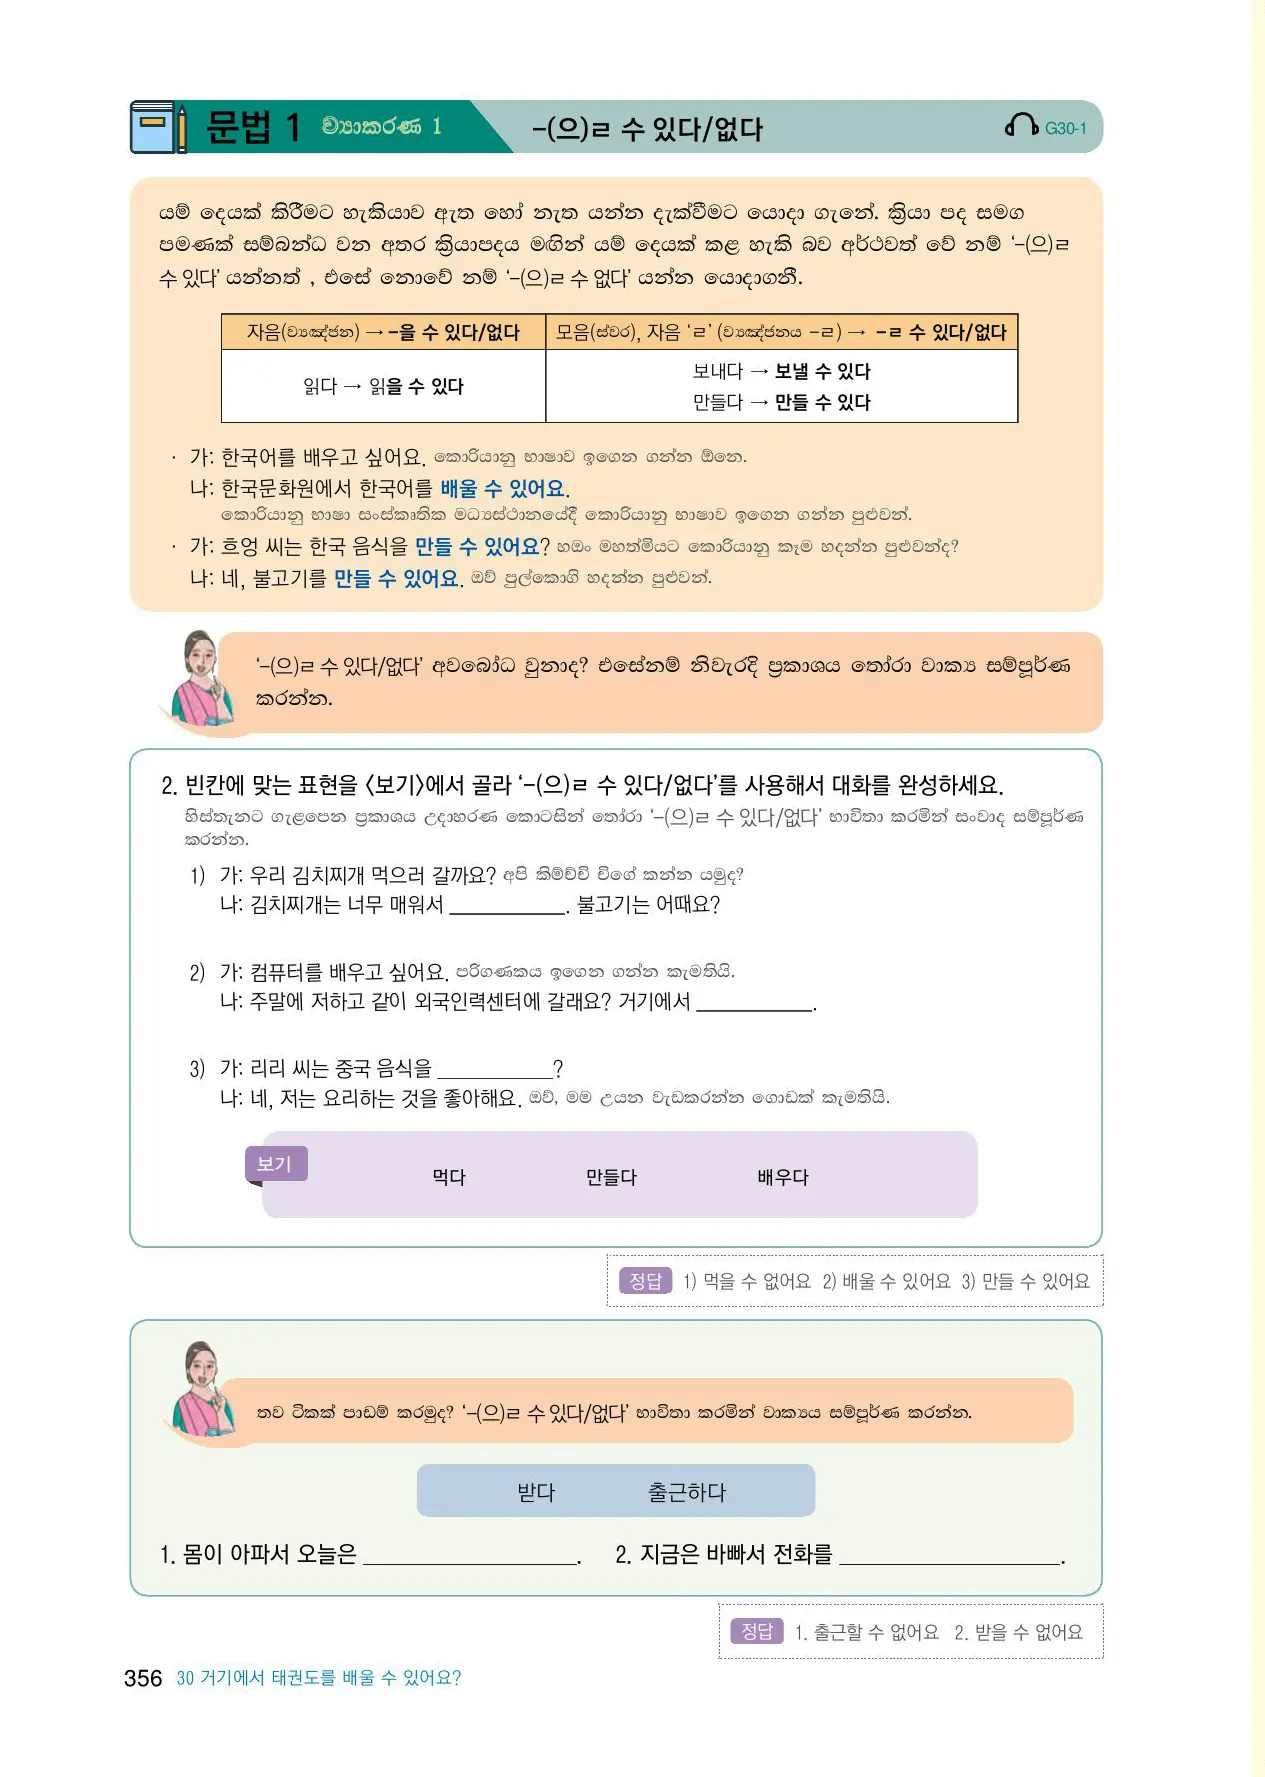 문법 1 ව්‍යාකරණ 1 -(으)ㄹ 수 있다/없다 G30-1
යම් දෙයක් කිරීමට හැකියාව ඇත හෝ නැත යන්න දැක්වීමට යොදා ගැනේ. ක්‍රියා පද සමග
පමණක් සම්බන්ධ වන අතර ක්‍රියාපදය මඟින් යම් දෙයක් කළ හැකි බව අර්ථවත් වේ නම් ‘-(으)ㄹ
수 있다’ යන්නත් , එසේ නොවේ නම් ‘-(으)ㄹ 수 없다’ යන්න යොදාගනී.
자음(ව්‍යඤ්ජන) → -을 수 있다/없다 모음(ස්වර), 자음 ‘ㄹ’ (ව්‍යඤ්ජනය -ㄹ) → -ㄹ 수 있다/없다
읽다 → 읽을 수 있다
보내다 → 보낼 수 있다
만들다 → 만들 수 있다
· 가: 한국어를 배우고 싶어요. කොරියානු භාෂාව ඉගෙන ගන්න ඕනෙ.
나: 한국문화원에서 한국어를 배울 수 있어요.
කොරියානු භාෂා සංස්කෘතික මධ්‍යස්ථානයේදී කොරියානු භාෂාව ඉගෙන ගන්න පුළුවන්.
· 가: 흐엉 씨는 한국 음식을 만들 수 있어요? හඔං මහත්මියට කොරියානු කෑම හදන්න පුළුවන්ද?
나: 네, 불고기를 만들 수 있어요. ඔව් පුල්කොගි හදන්න පුළුවන්.
‘-(으)ㄹ 수 있다/없다’ අවබෝධ වුනාද? එසේනම් නිවැරදි ප්‍රකාශය තෝරා වාක්‍ය සම්පූර්ණ
කරන්න.
2. 빈칸에 맞는 표현을 〈보기〉에서 골라 ‘-(으)ㄹ 수 있다/없다’를 사용해서 대화를 완성하세요.
හිස්තැනට ගැළපෙන ප්‍රකාශය උදාහරණ කොටසින් තෝරා ‘-(으)ㄹ 수 있다/없다’ භාවිතා කරමින් සංවාද සම්පූර්ණ
කරන්න.
1) 가: 우리 김치찌개 먹으러 갈까요? අපි කිම්ච්චි චිගේ කන්න යමුද?
나: 김치찌개는 너무 매워서 ___________. 불고기는 어때요?
2) 가: 컴퓨터를 배우고 싶어요. පරිගණකය ඉගෙන ගන්න කැමතියි.
나: 주말에 저하고 같이 외국인력센터에 갈래요? 거기에서 ___________.
3) 가: 리리 씨는 중국 음식을 ___________?
나: 네, 저는 요리하는 것을 좋아해요. ඔව්, මම උයන වැඩකරන්න ගොඩක් කැමතියි.
보기
먹다 만들다 배우다
정답 1) 먹을 수 없어요 2) 배울 수 있어요 3) 만들 수 있어요
තව ටිකක් පාඩම් කරමුද? ‘-(으)ㄹ 수 있다/없다’ භාවිතා කරමින් වාක්‍යය සම්පූර්ණ කරන්න.
받다 출근하다
1. 몸이 아파서 오늘은 ____________________. 2. 지금은 바빠서 전화를 ____________________.
정답 1. 출근할 수 없어요 2. 받을 수 없어요
356 30 거기에서 태권도를 배울 수 있어요?